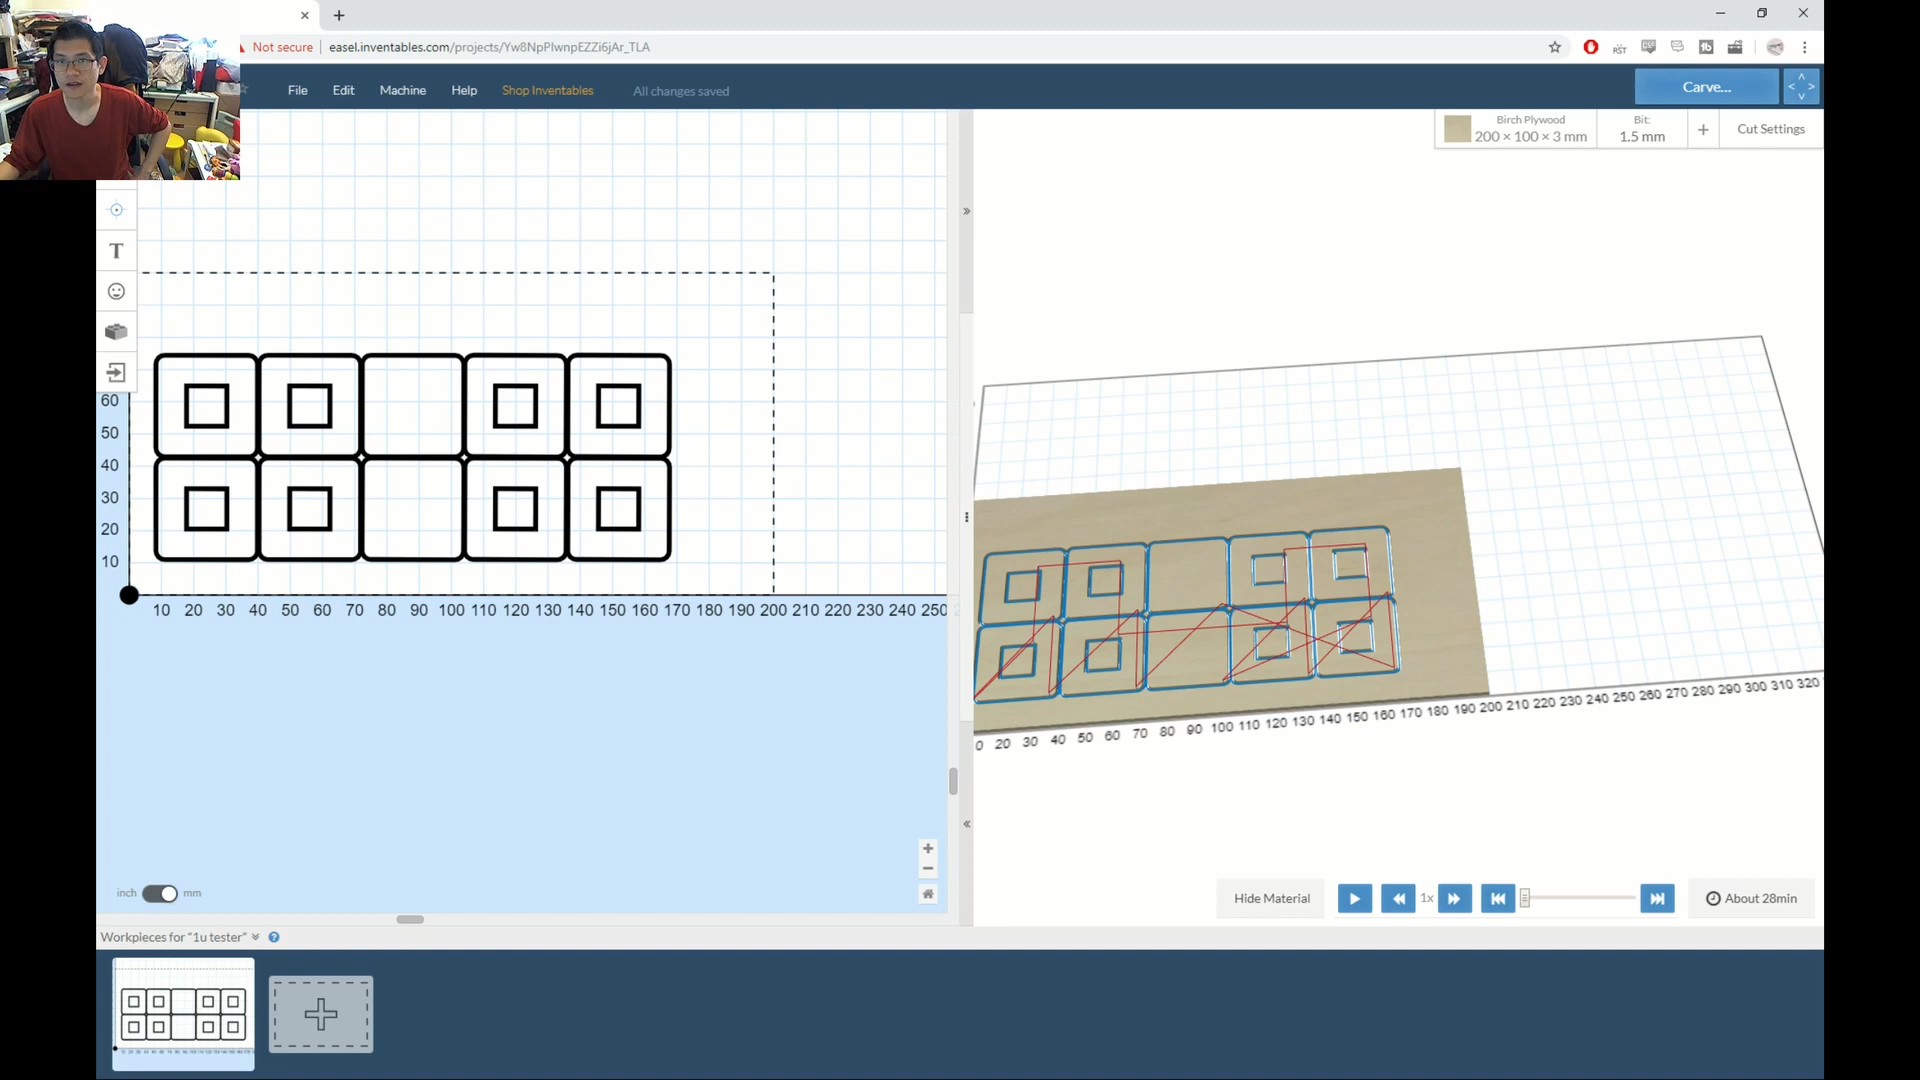 Not secure easel.inventables.com/projects/Yw8NpPlwnpEZZi6jAr_TLA
File Edit Machine Help Shop Inventables All changes saved Carve...
Birch Plywood
200 × 100 × 3 mm
Bit:
1.5 mm
+
Cut Settings
T
60
50
40
30
20
10
10 20 30 40 50 60 70 80 90 100 110 120 130 140 150 160 170 180 190 200 210 220 230 240 250
0 20 30 40 50 60 70 80 90 100 110 120 130 140 150 160 170 180 190 200 210 220 230 240 250 260 270 280 290 300 310 320
inch mm
Hide Material 1x About 28min
Workpieces for "1u tester"